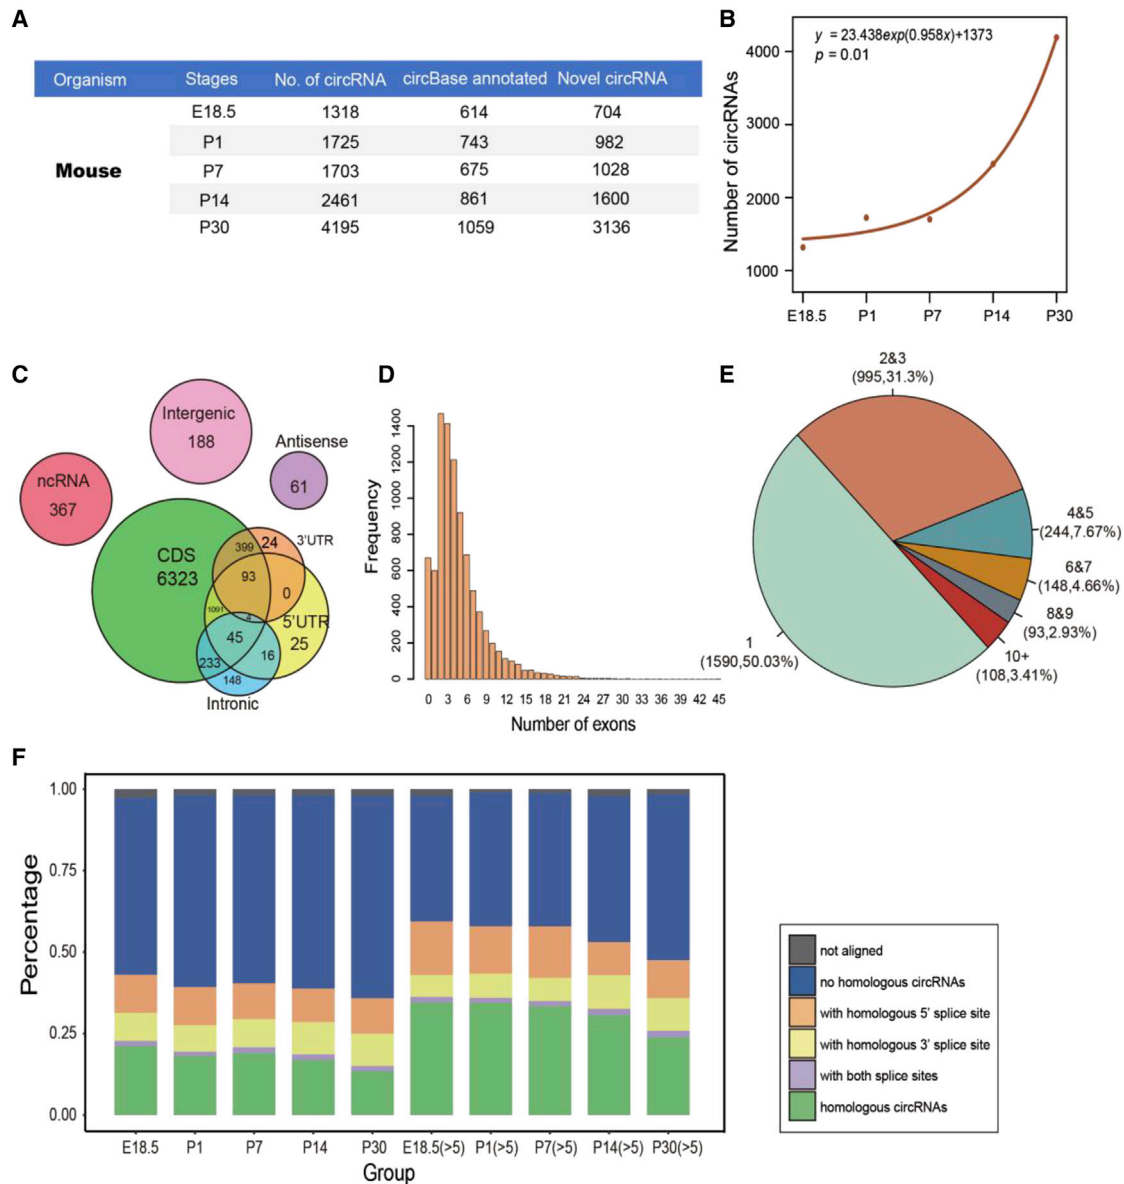 A
Organism Stages No. of circRNA circBase annotated Novel circRNA
E18.5 1318 614 704
P1 1725 743 982
Mouse P7 1703 675 1028
P14 2461 861 1600
P30 4195 1059 3136
B
y = 23.438exp(0.958x)+1373
p = 0.01
Number of circRNAs
4000
3000
2000
1000
E18.5 P1 P7 P14 P30
C
Intergenic
188
Antisense
61
ncRNA
367
CDS
6323
399
24
3'UTR
93
0
1091
4
5'UTR
25
45
16
233
148
Intronic
D
Frequency
1400
1200
1000
800
600
400
200
0
0 3 6 9 12 15 18 21 24 27 30 33 36 39 42 45
Number of exons
E
2&3
(995,31.3%)
4&5
(244,7.67%)
6&7
(148,4.66%)
8&9
(93,2.93%)
10+
(108,3.41%)
1
(1590,50.03%)
F
Percentage
1.00
0.75
0.50
0.25
0.00
E18.5 P1 P7 P14 P30 E18.5(>5) P1(>5) P7(>5) P14(>5) P30(>5)
Group
not aligned
no homologous circRNAs
with homologous 5' splice site
with homologous 3' splice site
with both splice sites
homologous circRNAs